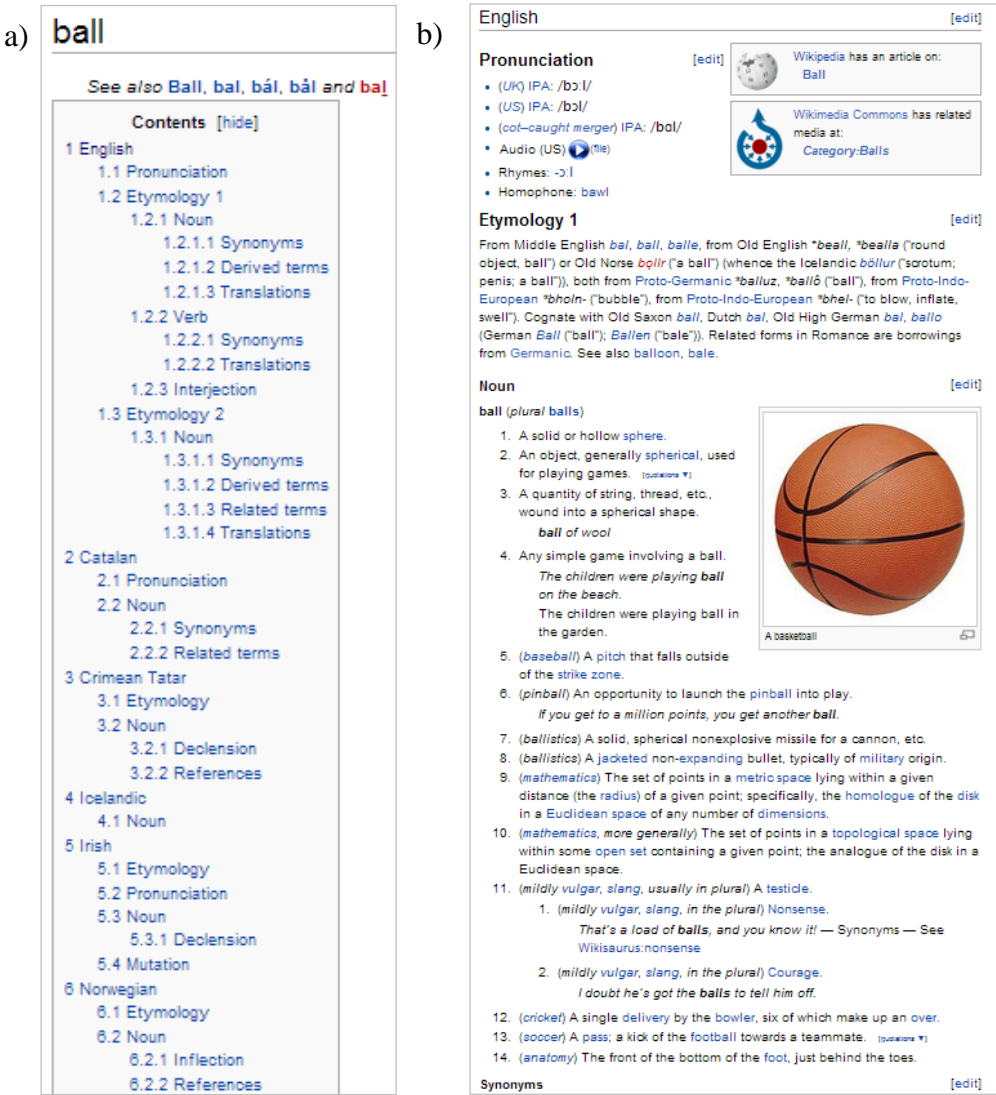 a)
ball
See also Ball, bal, bál, bål and baḷ
Contents [hide]
1 English
1.1 Pronunciation
1.2 Etymology 1
1.2.1 Noun
1.2.1.1 Synonyms
1.2.1.2 Derived terms
1.2.1.3 Translations
1.2.2 Verb
1.2.2.1 Synonyms
1.2.2.2 Translations
1.2.3 Interjection
1.3 Etymology 2
1.3.1 Noun
1.3.1.1 Synonyms
1.3.1.2 Derived terms
1.3.1.3 Related terms
1.3.1.4 Translations
2 Catalan
2.1 Pronunciation
2.2 Noun
2.2.1 Synonyms
2.2.2 Related terms
3 Crimean Tatar
3.1 Etymology
3.2 Noun
3.2.1 Declension
3.2.2 References
4 Icelandic
4.1 Noun
5 Irish
5.1 Etymology
5.2 Pronunciation
5.3 Noun
5.3.1 Declension
5.4 Mutation
6 Norwegian
6.1 Etymology
6.2 Noun
6.2.1 Inflection
6.2.2 References
b)
English [edit]
Pronunciation [edit]
• (UK) IPA: /bɔːl/
• (US) IPA: /bɔl/
• (cot–caught merger) IPA: /bɑl/
• Audio (US) (file)
• Rhymes: -ɔːl
• Homophone: bawl
Wikipedia has an article on:
Ball
Wikimedia Commons has related
media at:
Category:Balls
Etymology 1 [edit]
From Middle English bal, ball, balle, from Old English *beall, *bealla ("round
object, ball") or Old Norse bǫllr ("a ball") (whence the Icelandic böllur ("scrotum;
penis; a ball")), both from Proto-Germanic *balluz, *ballô ("ball"), from Proto-Indo-
European *bholn- ("bubble"), from Proto-Indo-European *bhel- ("to blow, inflate,
swell"). Cognate with Old Saxon ball, Dutch bal, Old High German bal, ballo
(German Ball ("ball"); Ballen ("bale")). Related forms in Romance are borrowings
from Germanic. See also balloon, bale.
Noun [edit]
ball (plural balls)
1. A solid or hollow sphere.
2. An object, generally spherical, used
for playing games. [quotations ▼]
3. A quantity of string, thread, etc.,
wound into a spherical shape.
ball of wool
4. Any simple game involving a ball.
The children were playing ball
on the beach.
The children were playing ball in
the garden.
A basketball
5. (baseball) A pitch that falls outside
of the strike zone.
6. (pinball) An opportunity to launch the pinball into play.
If you get to a million points, you get another ball.
7. (ballistics) A solid, spherical nonexplosive missile for a cannon, etc.
8. (ballistics) A jacketed non-expanding bullet, typically of military origin.
9. (mathematics) The set of points in a metric space lying within a given
distance (the radius) of a given point; specifically, the homologue of the disk
in a Euclidean space of any number of dimensions.
10. (mathematics, more generally) The set of points in a topological space lying
within some open set containing a given point; the analogue of the disk in a
Euclidean space.
11. (mildly vulgar, slang, usually in plural) A testicle.
1. (mildly vulgar, slang, in the plural) Nonsense.
That's a load of balls, and you know it! — Synonyms — See
Wikisaurus:nonsense
2. (mildly vulgar, slang, in the plural) Courage.
I doubt he's got the balls to tell him off.
12. (cricket) A single delivery by the bowler, six of which make up an over.
13. (soccer) A pass; a kick of the football towards a teammate. [quotations ▼]
14. (anatomy) The front of the bottom of the foot, just behind the toes.
Synonyms [edit]